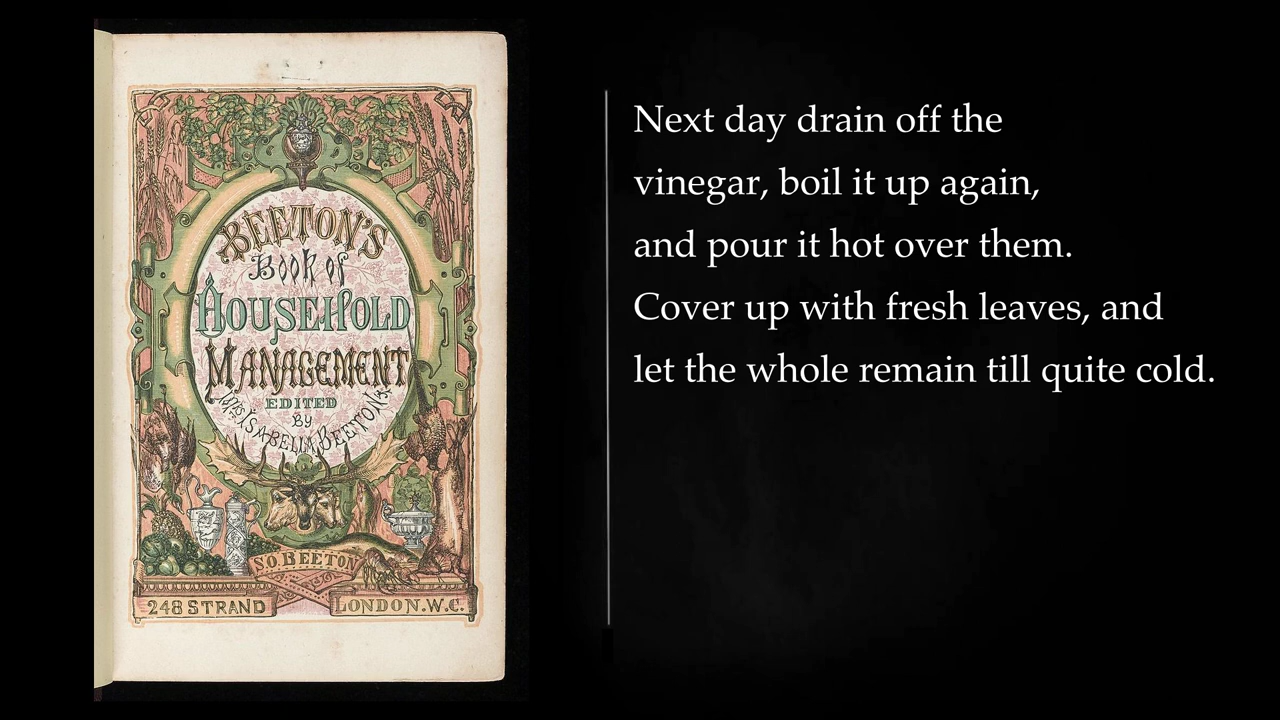 BEETON'S
Book of
HOUSEHOLD
MANAGEMENT
EDITED
BY
MRS ISABELLA BEETON
S.O. BEETON
248 STRAND
LONDON. W.C.
Next day drain off the
vinegar, boil it up again,
and pour it hot over them.
Cover up with fresh leaves, and
let the whole remain till quite cold.